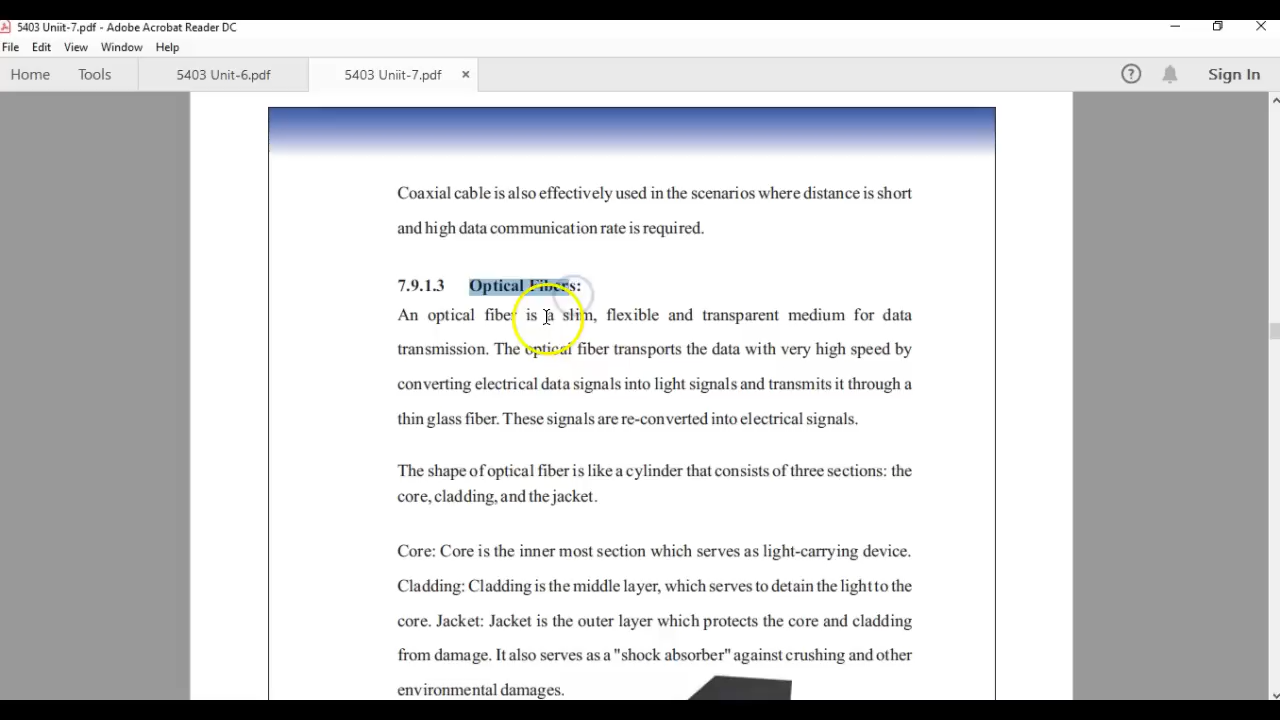 5403 Uniit-7.pdf - Adobe Acrobat Reader DC
File Edit View Window Help
Home Tools 5403 Unit-6.pdf 5403 Uniit-7.pdf × ? Sign In
Coaxial cable is also effectively used in the scenarios where distance is short
and high data communication rate is required.
7.9.1.3 Optical Fibers:
An optical fiber is a slim, flexible and transparent medium for data
transmission. The optical fiber transports the data with very high speed by
converting electrical data signals into light signals and transmits it through a
thin glass fiber. These signals are re-converted into electrical signals.
The shape of optical fiber is like a cylinder that consists of three sections: the
core, cladding, and the jacket.
Core: Core is the inner most section which serves as light-carrying device.
Cladding: Cladding is the middle layer, which serves to detain the light to the
core. Jacket: Jacket is the outer layer which protects the core and cladding
from damage. It also serves as a "shock absorber" against crushing and other
environmental damages.